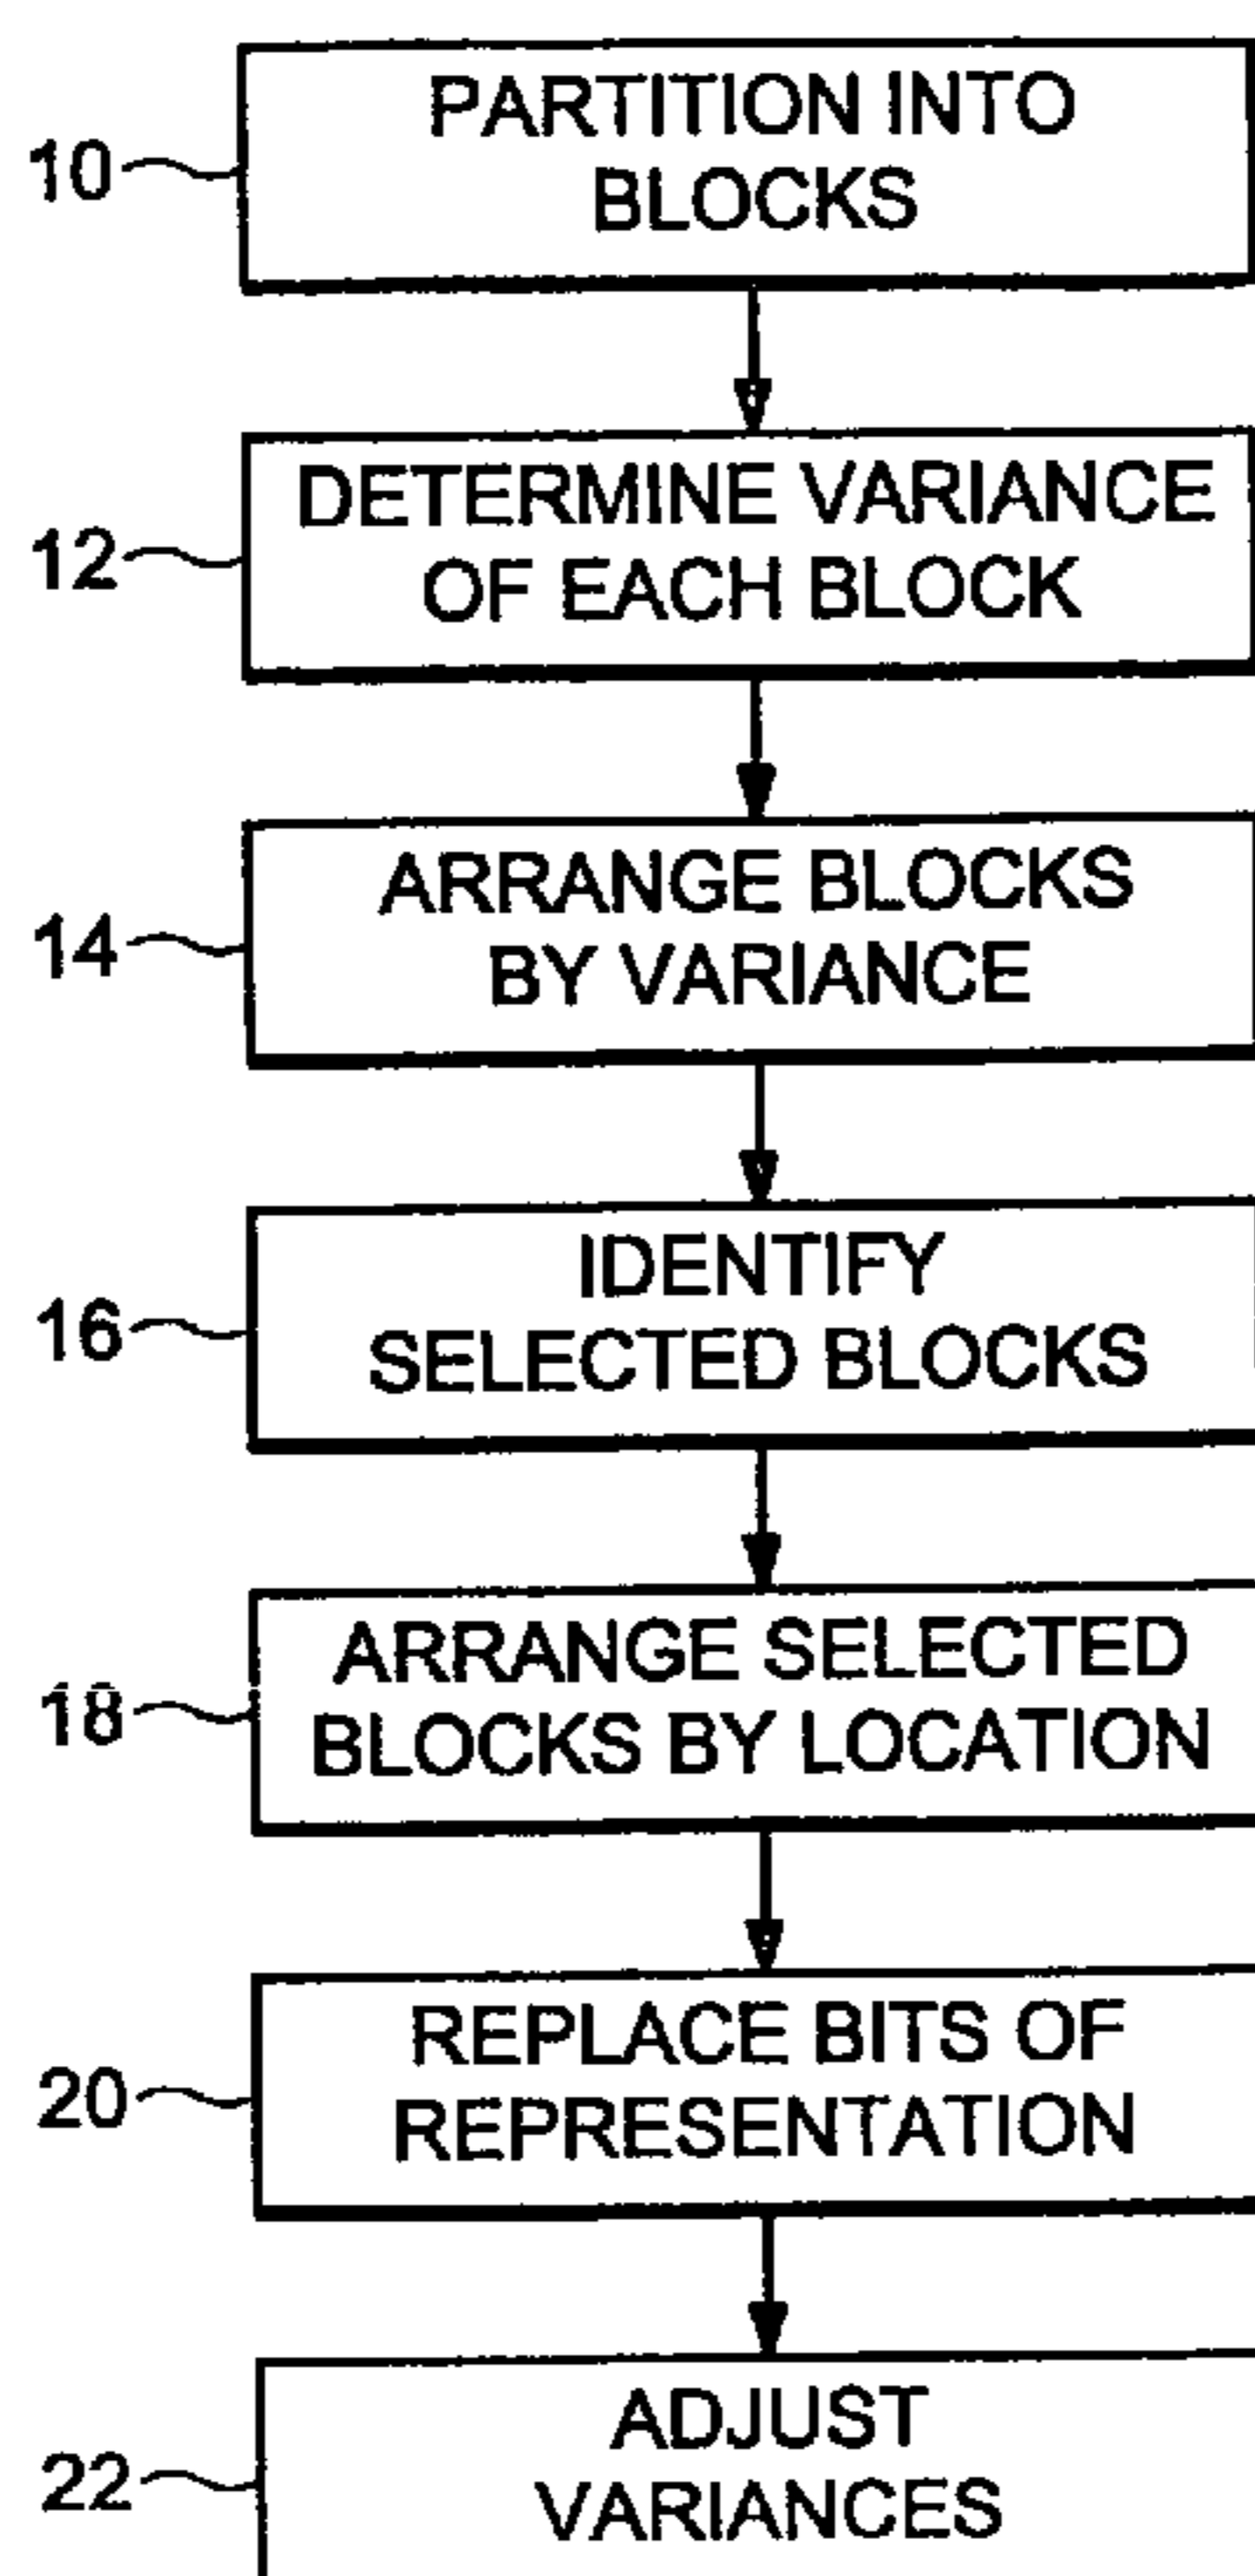 PARTITION INTO
BLOCKS
10
DETERMINE VARIANCE
OF EACH BLOCK
12
ARRANGE BLOCKS
BY VARIANCE
14
IDENTIFY
SELECTED BLOCKS
16
ARRANGE SELECTED
BLOCKS BY LOCATION
18
REPLACE BITS OF
REPRESENTATION
20
ADJUST
VARIANCES
22